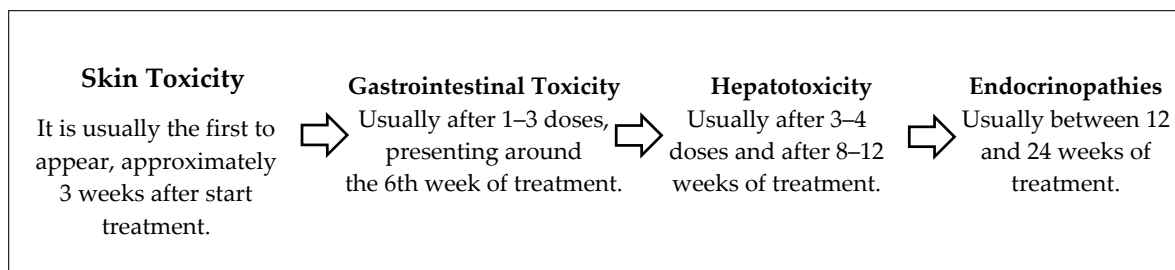 Skin Toxicity
It is usually the first to
appear, approximately
3 weeks after start
treatment.
Gastrointestinal Toxicity
Usually after 1–3 doses,
presenting around
the 6th week of treatment.
Hepatotoxicity
Usually after 3–4
doses and after 8–12
weeks of treatment.
Endocrinopathies
Usually between 12
and 24 weeks of
treatment.